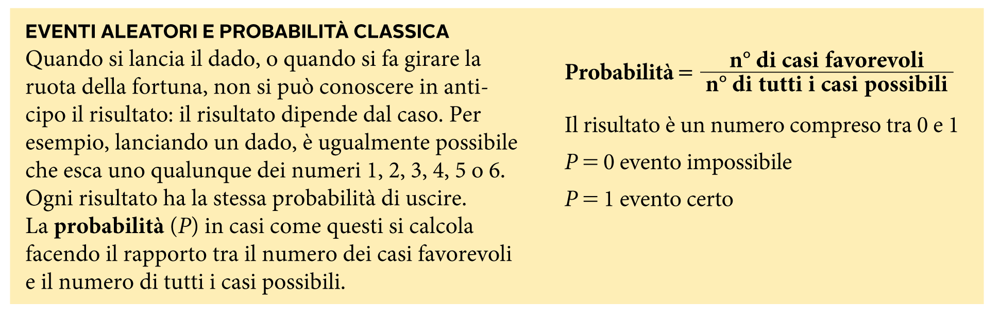 EVENTI ALEATORI E PROBABILITÀ CLASSICA
Quando si lancia il dado, o quando si fa girare la
ruota della fortuna, non si può conoscere in anti-
cipo il risultato: il risultato dipende dal caso. Per
esempio, lanciando un dado, è ugualmente possibile
che esca uno qualunque dei numeri 1, 2, 3, 4, 5 o 6.
Ogni risultato ha la stessa probabilità di uscire.
La probabilità (P) in casi come questi si calcola
facendo il rapporto tra il numero dei casi favorevoli
e il numero di tutti i casi possibili.
n° di casi favorevoli
Probabilità =
n° di tutti i casi possibili
Il risultato è un numero compreso tra 0 e 1
P = 0 evento impossibile
P = 1 evento certo